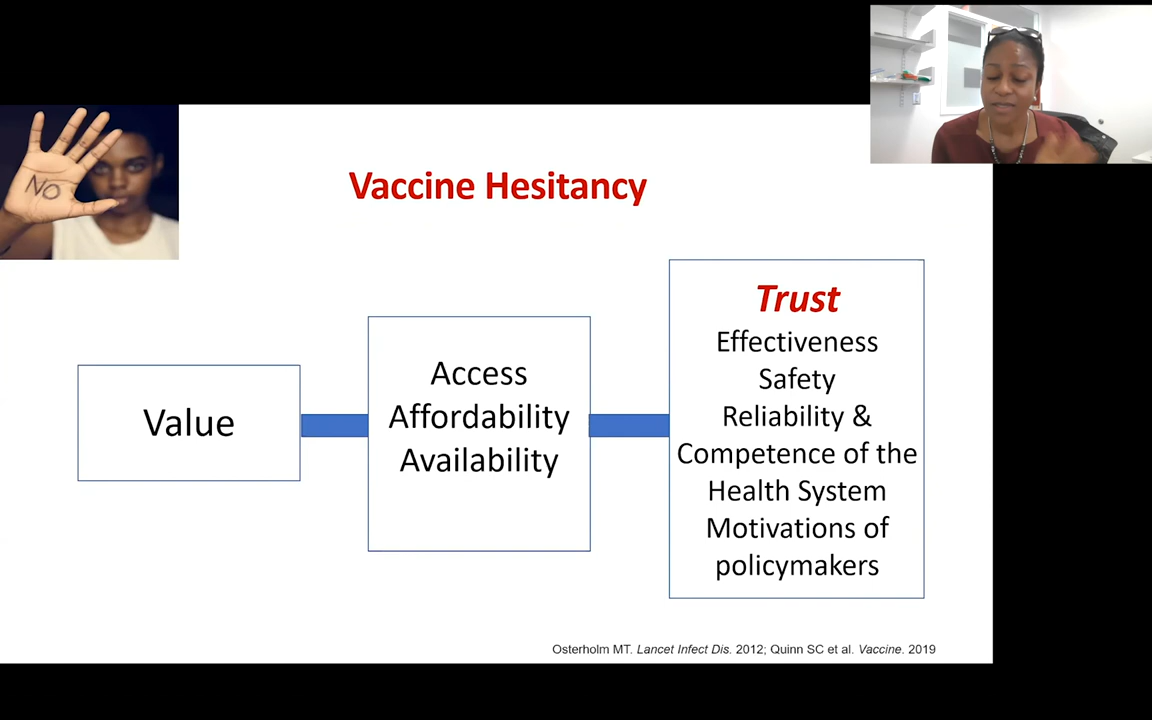 NO
Vaccine Hesitancy
Value
Access
Affordability
Availability
Trust
Effectiveness
Safety
Reliability &
Competence of the
Health System
Motivations of
policymakers
Osterholm MT. Lancet Infect Dis. 2012; Quinn SC et al. Vaccine. 2019